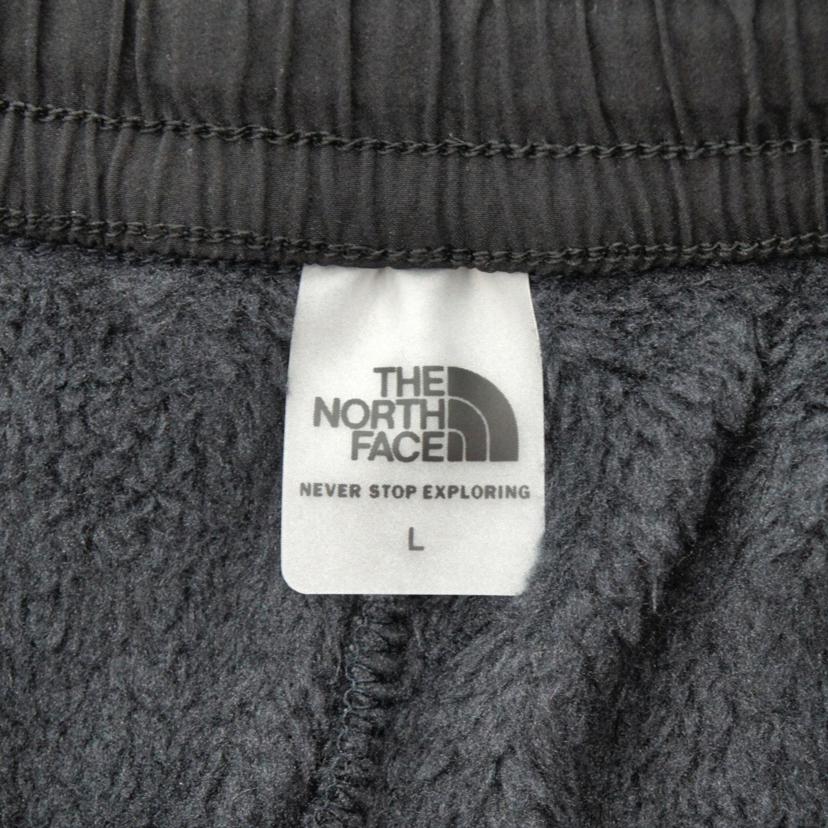 THE
NORTH
FACE
NEVER STOP EXPLORING
L